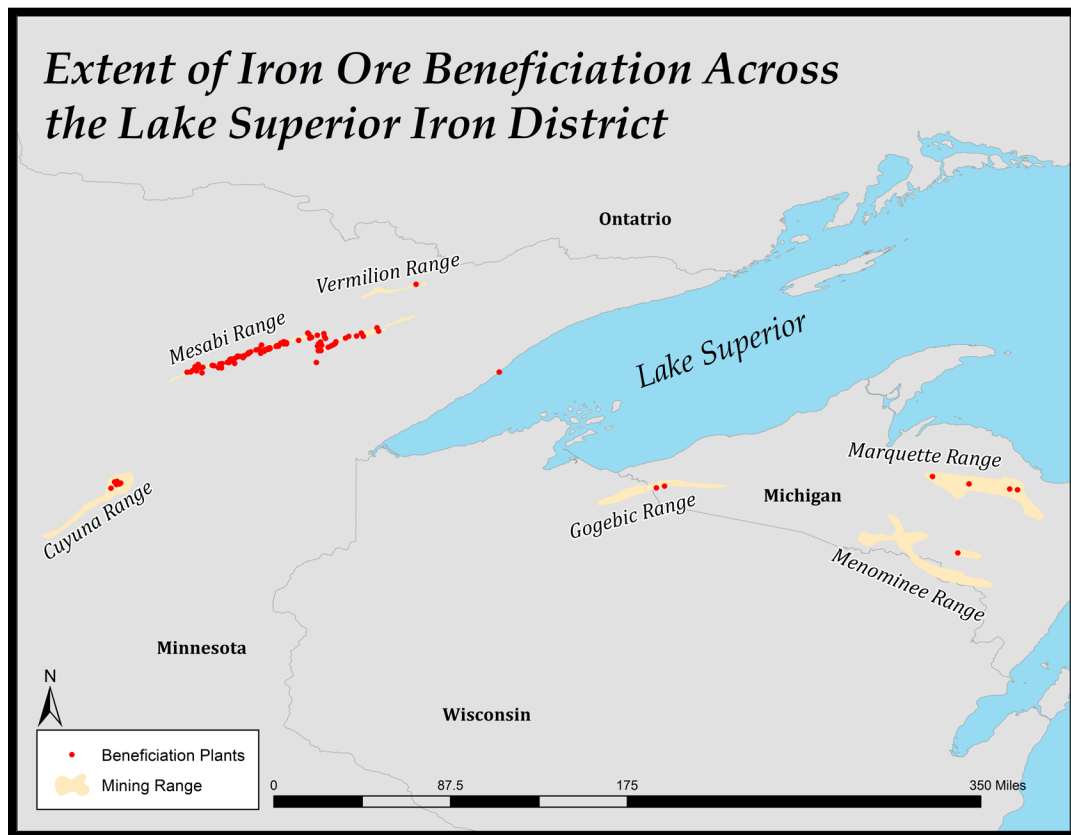 Extent of Iron Ore Beneficiation Across
the Lake Superior Iron District
Ontatrio
Vermilion Range
Mesabi Range
Lake Superior
Marquette Range
Cuyuna Range
Gogebic Range
Michigan
Menominee Range
Minnesota
Wisconsin
N
Beneficiation Plants
Mining Range
0 87.5 175 350 Miles